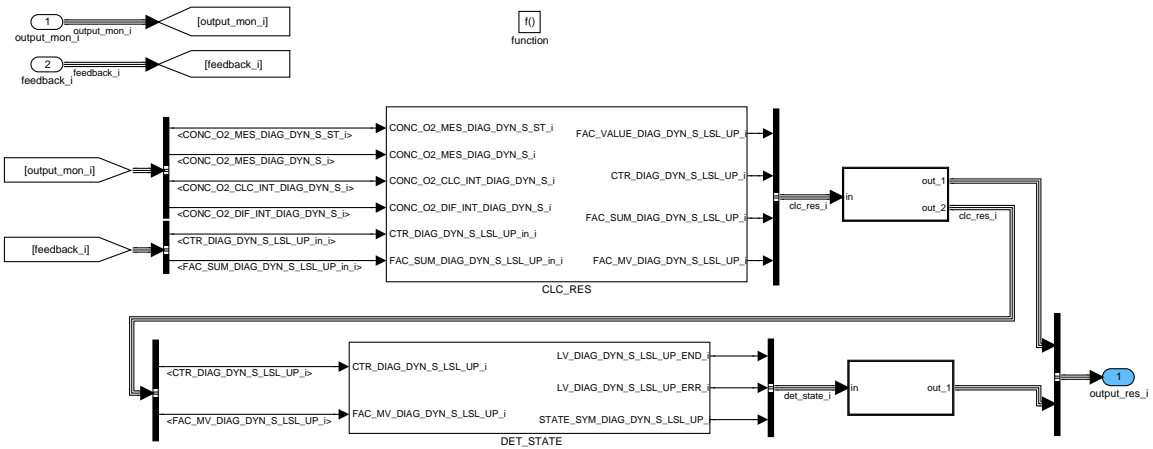 1
output_mon_i
output_mon_i
[output_mon_i]
f()
function
2
feedback_i
feedback_i
[feedback_i]
[output_mon_i]
[feedback_i]
<CONC_O2_MES_DIAG_DYN_S_ST_i>
<CONC_O2_MES_DIAG_DYN_S_i>
<CONC_O2_CLC_INT_DIAG_DYN_S_i>
<CONC_O2_DIF_INT_DIAG_DYN_S_i>
<CTR_DIAG_DYN_S_LSL_UP_in_i>
<FAC_SUM_DIAG_DYN_S_LSL_UP_in_i>
CONC_O2_MES_DIAG_DYN_S_ST_i
CONC_O2_MES_DIAG_DYN_S_i
CONC_O2_CLC_INT_DIAG_DYN_S_i
CONC_O2_DIF_INT_DIAG_DYN_S_i
CTR_DIAG_DYN_S_LSL_UP_in_i
FAC_SUM_DIAG_DYN_S_LSL_UP_in_i
FAC_VALUE_DIAG_DYN_S_LSL_UP_i
CTR_DIAG_DYN_S_LSL_UP_i
FAC_SUM_DIAG_DYN_S_LSL_UP_i
FAC_MV_DIAG_DYN_S_LSL_UP_i
CLC_RES
clc_res_i
in
out_1
out_2
clc_res_i
<CTR_DIAG_DYN_S_LSL_UP_i>
<FAC_MV_DIAG_DYN_S_LSL_UP_i>
CTR_DIAG_DYN_S_LSL_UP_i
FAC_MV_DIAG_DYN_S_LSL_UP_i
LV_DIAG_DYN_S_LSL_UP_END_i
LV_DIAG_DYN_S_LSL_UP_ERR_i
STATE_SYM_DIAG_DYN_S_LSL_UP_i
DET_STATE
det_state_i
in
out_1
1
output_res_i